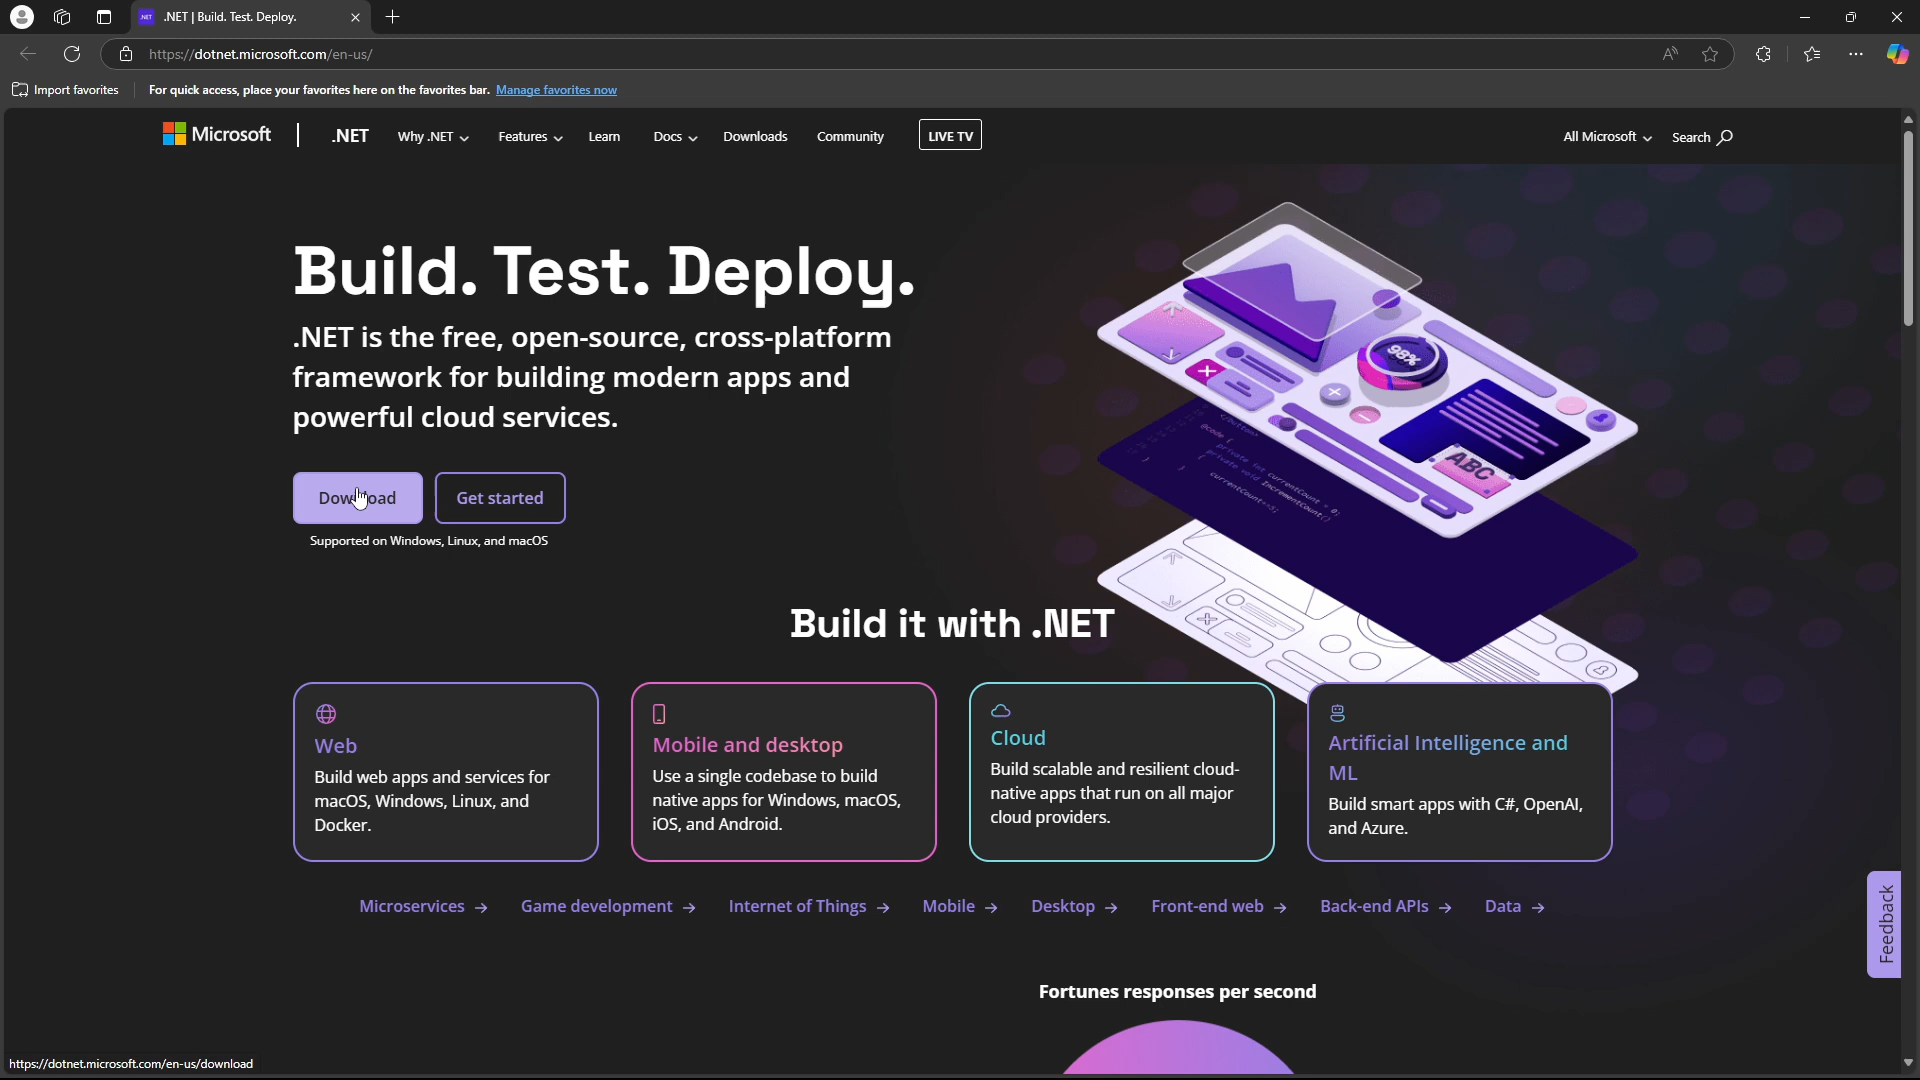 .NET | Build. Test. Deploy.
https://dotnet.microsoft.com/en-us/
Import favorites
For quick access, place your favorites here on the favorites bar. Manage favorites now
Microsoft
.NET
Why .NET
Features
Learn
Docs
Downloads
Community
LIVE TV
All Microsoft
Search
Build. Test. Deploy.
.NET is the free, open-source, cross-platform
framework for building modern apps and
powerful cloud services.
Download
Get started
Supported on Windows, Linux, and macOS
98%
ABC
Build it with .NET
Web
Build web apps and services for
macOS, Windows, Linux, and
Docker.
Mobile and desktop
Use a single codebase to build
native apps for Windows, macOS,
iOS, and Android.
Cloud
Build scalable and resilient cloud-
native apps that run on all major
cloud providers.
Artificial Intelligence and
ML
Build smart apps with C#, OpenAI,
and Azure.
Microservices →
Game development →
Internet of Things →
Mobile →
Desktop →
Front-end web →
Back-end APIs →
Data →
Feedback
Fortunes responses per second
https://dotnet.microsoft.com/en-us/download